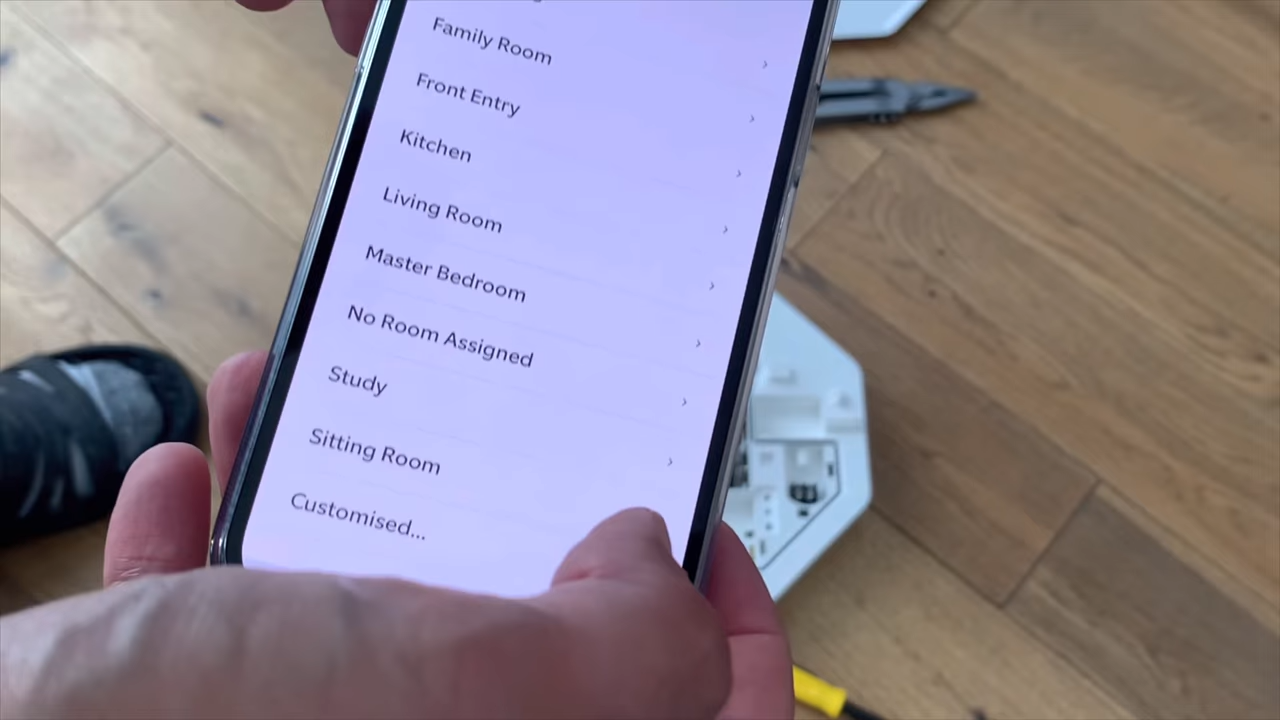 Family Room
Front Entry
Kitchen
Living Room
Master Bedroom
No Room Assigned
Study
Sitting Room
Customised...